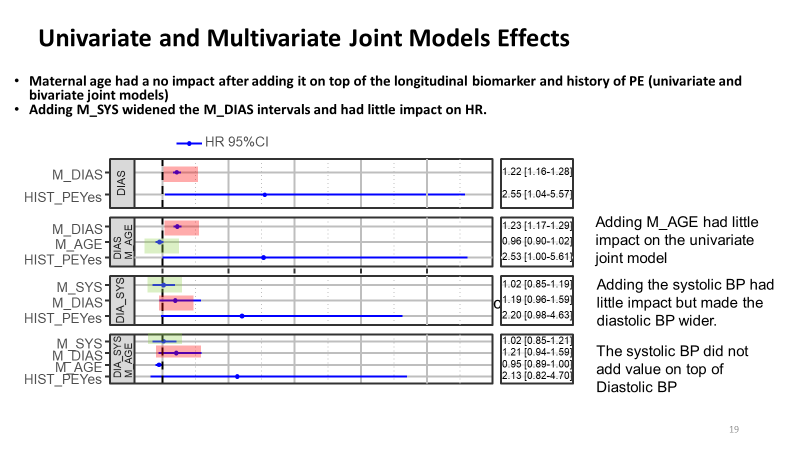 Univariate and Multivariate Joint Models Effects
• Maternal age had a no impact after adding it on top of the longitudinal biomarker and history of PE (univariate and
bivariate joint models)
• Adding M_SYS widened the M_DIAS intervals and had little impact on HR.
HR 95%CI
M_DIAS
HIST_PEYes
DIAS
1.22 [1.16-1.28]
2.55 [1.04-5.57]
M_DIAS
M_AGE
HIST_PEYes
DIAS
M_AGE
1.23 [1.17-1.29]
0.96 [0.90-1.02]
2.53 [1.00-5.61]
Adding M_AGE had little
impact on the univariate
joint model
M_SYS
M_DIAS
HIST_PEYes
DIA_SYS
1.02 [0.85-1.19]
1.19 [0.96-1.59]
2.20 [0.98-4.63]
Adding the systolic BP had
little impact but made the
diastolic BP wider.
M_SYS
M_DIAS
M_AGE
HIST_PEYes
DIA_SYS
M_AGE
1.02 [0.85-1.21]
1.21 [0.94-1.59]
0.95 [0.89-1.00]
2.13 [0.82-4.70]
The systolic BP did not
add value on top of
Diastolic BP
19